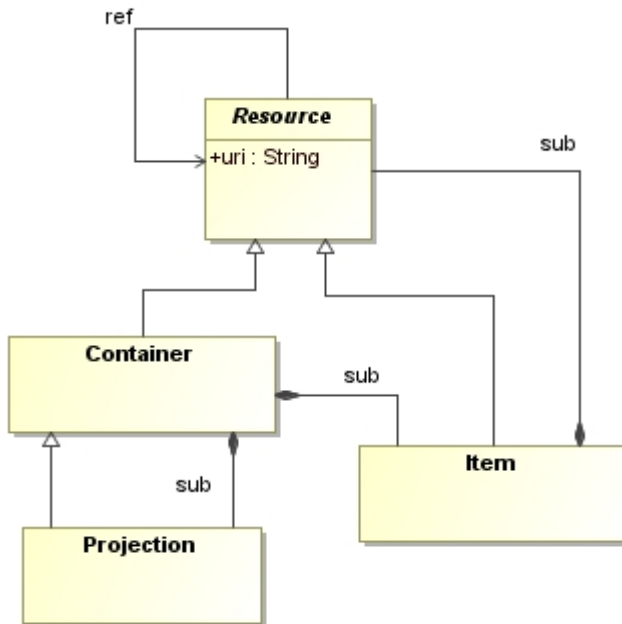 ref
Resource
+uri : String
sub
Container
sub
Item
sub
Projection